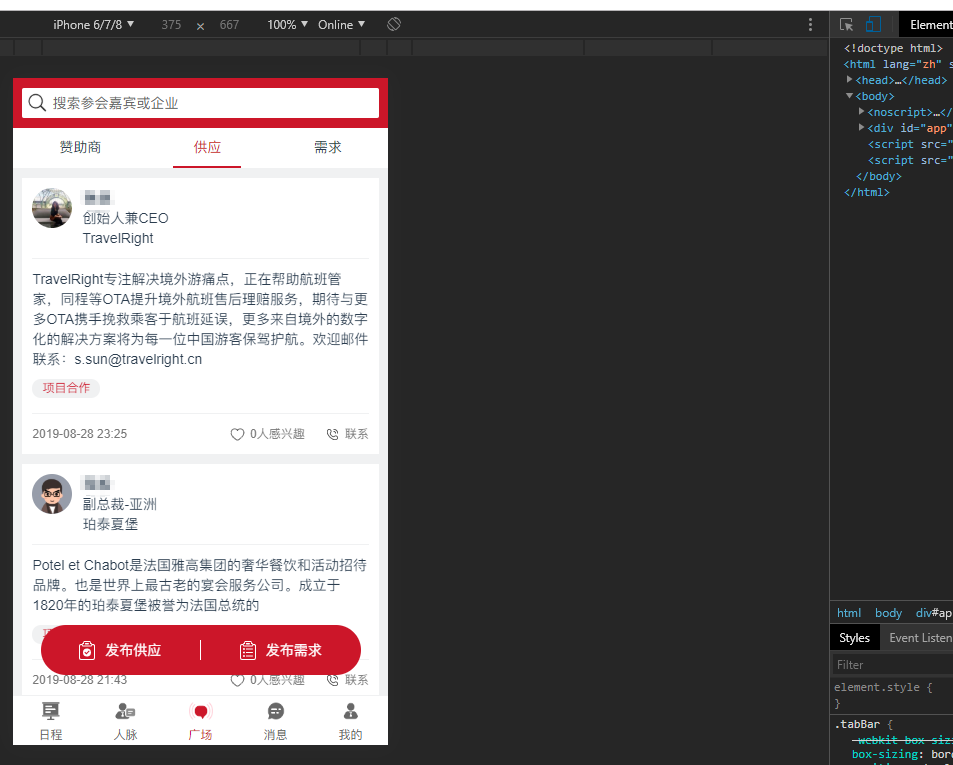 iPhone 6/7/8 ▼ 375 × 667 100% ▼ Online ▼
Element
<!doctype html>
<html lang="zh" s
<head>…</head>
<body>
<noscript>…</
<div id="app"
<script src="
<script src="
</body>
</html>
搜索参会嘉宾或企业
赞助商 供应 需求
创始人兼CEO
TravelRight
TravelRight专注解决境外游痛点，正在帮助航班管
家，同程等OTA提升境外航班售后理赔服务，期待与更
多OTA携手挽救乘客于航班延误，更多来自境外的数字
化的解决方案将为每一位中国游客保驾护航。欢迎邮件
联系：s.sun@travelright.cn
项目合作
2019-08-28 23:25 0人感兴趣 联系
副总裁-亚洲
珀泰夏堡
Potel et Chabot是法国雅高集团的奢华餐饮和活动招待
品牌。也是世界上最古老的宴会服务公司。成立于
1820年的珀泰夏堡被誉为法国总统的
发布供应 发布需求
2019-08-28 21:43 0人感兴趣 联系
日程 人脉 广场 消息 我的
html body div#ap
Styles Event Listen
Filter
element.style {
}
.tabBar {
-webkit-box-siz
box-sizing: bor